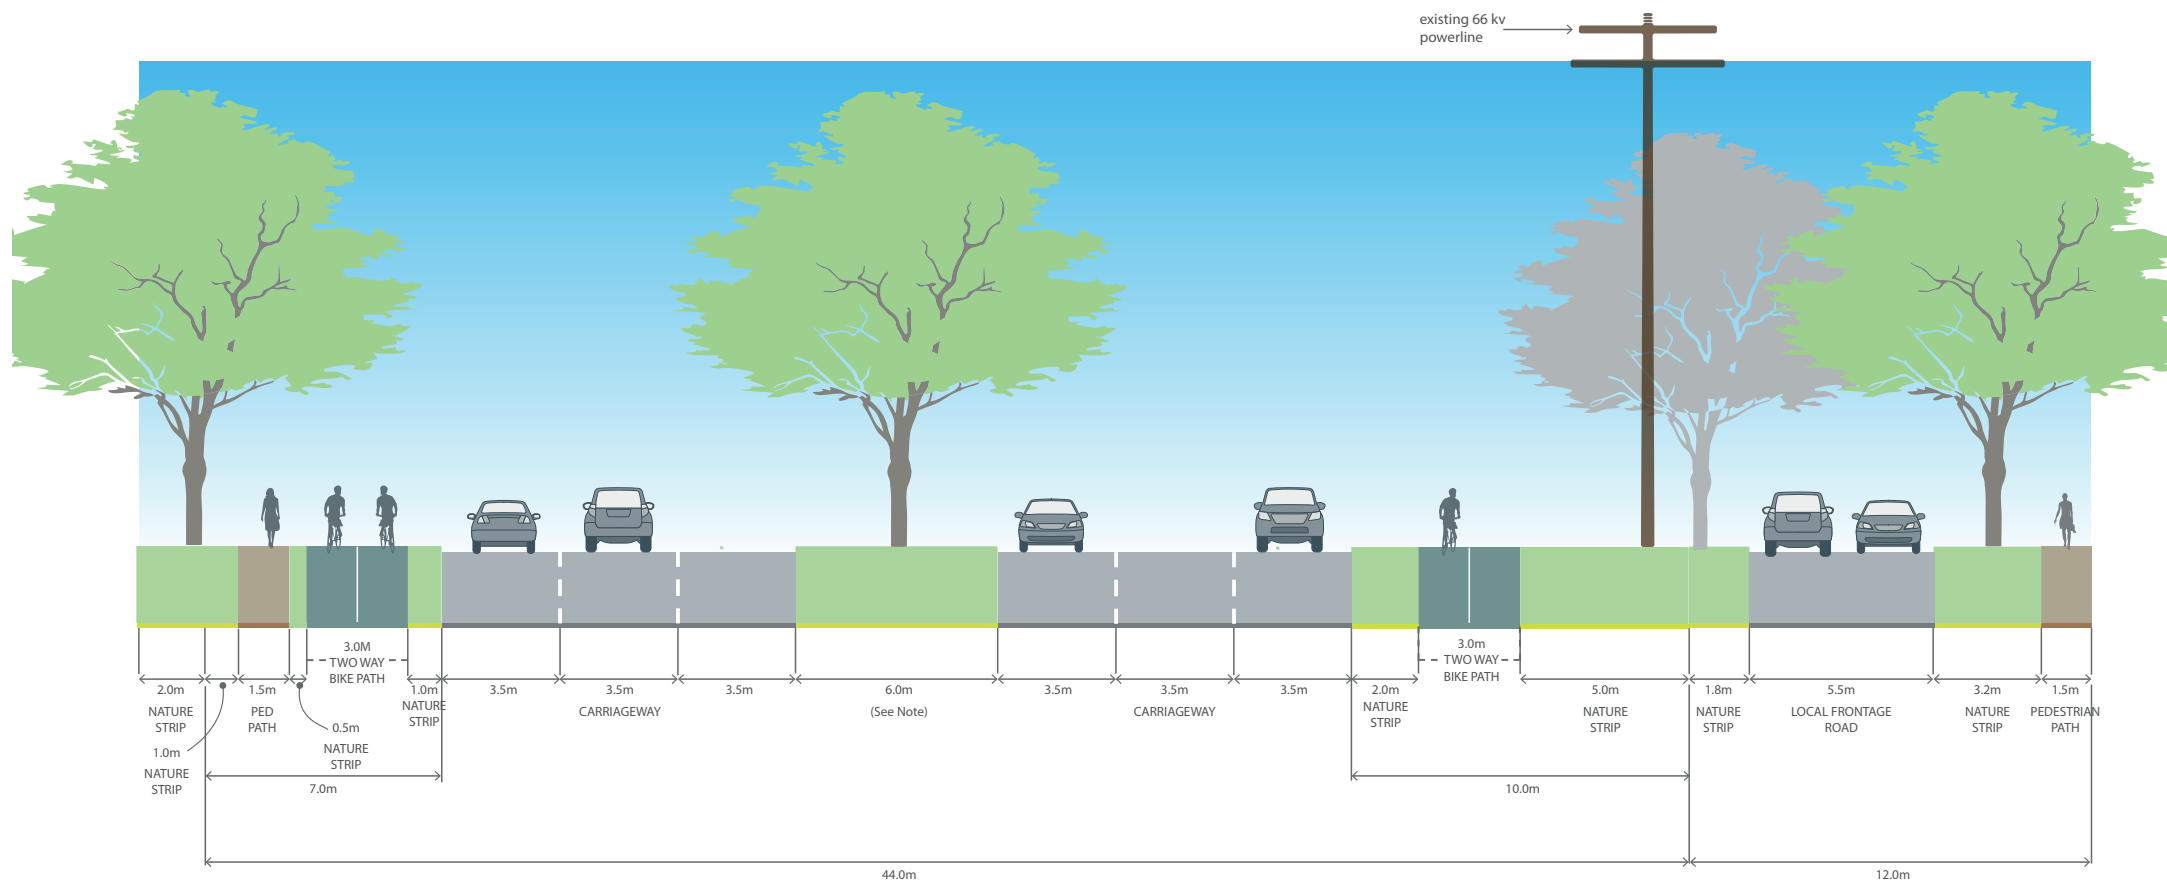 existing 66 kv
powerline
3.0M
TWO WAY
BIKE PATH
3.0m
TWO WAY
BIKE PATH
2.0m
1.5m
1.0m
3.5m
3.5m
3.5m
6.0m
3.5m
3.5m
3.5m
2.0m
5.0m
1.8m
5.5m
3.2m
1.5m
NATURE
STRIP
PED
PATH
NATURE
STRIP
CARRIAGEWAY
(See Note)
CARRIAGEWAY
NATURE
STRIP
NATURE
STRIP
NATURE
STRIP
LOCAL FRONTAGE
ROAD
NATURE
STRIP
PEDESTRIAN
PATH
0.5m
NATURE
STRIP
1.0m
NATURE
STRIP
7.0m
10.0m
44.0m
12.0m